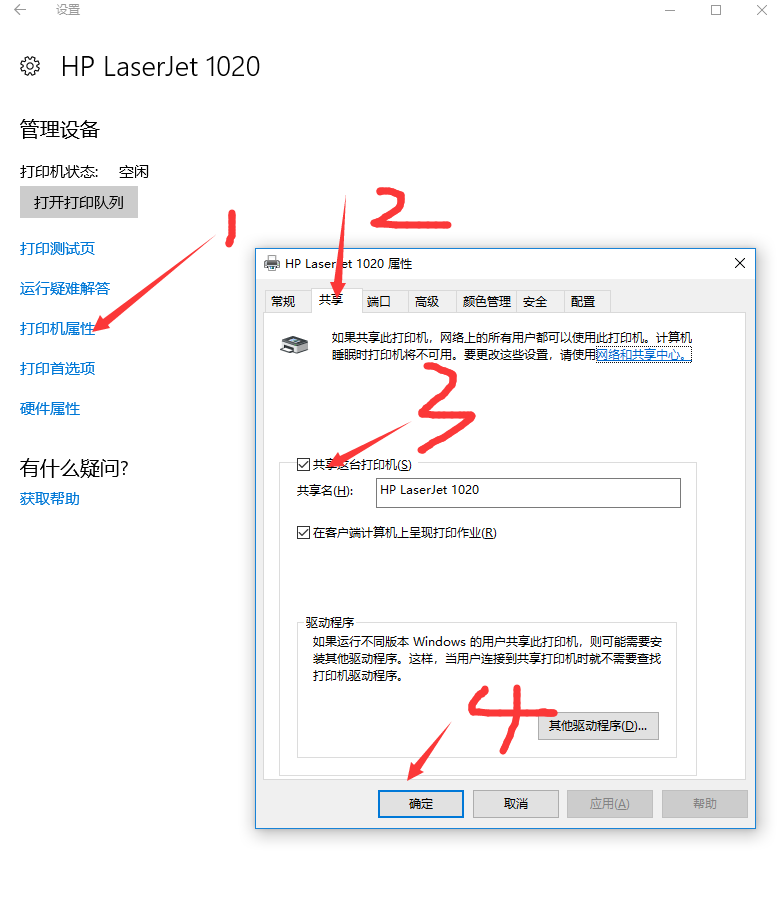 设置
HP LaserJet 1020
管理设备
打印机状态: 空闲
打开打印队列
1
2
打印测试页
HP LaserJet 1020 属性
运行疑难解答
常规 共享 端口 高级 颜色管理 安全 配置
打印机属性
如果共享此打印机，网络上的所有用户都可以使用此打印机。计算机
睡眠时打印机将不可用。要更改这些设置，请使用网络和共享中心。
打印首选项
3
硬件属性
有什么疑问?
共享这台打印机(S)
获取帮助
共享名(H): HP LaserJet 1020
在客户端计算机上呈现打印作业(R)
驱动程序
如果运行不同版本 Windows 的用户共享此打印机，则可能需要安
装其他驱动程序。这样，当用户连接到共享打印机时就不需要查找
打印机驱动程序。
4
其他驱动程序(D)...
确定 取消 应用(A) 帮助